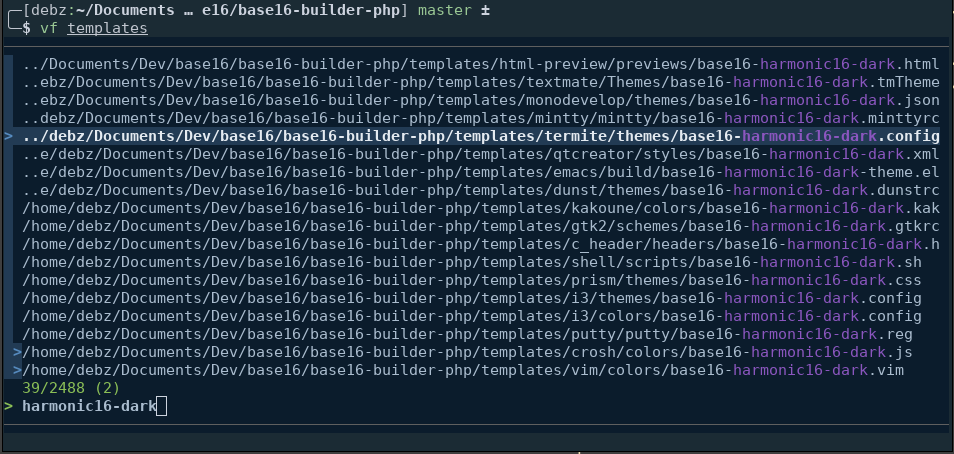 [debz:~/Documents … e16/base16-builder-php] master ±
$ vf templates
../Documents/Dev/base16/base16-builder-php/templates/html-preview/previews/base16-harmonic16-dark.html
..ebz/Documents/Dev/base16/base16-builder-php/templates/textmate/Themes/base16-harmonic16-dark.tmTheme
..ebz/Documents/Dev/base16/base16-builder-php/templates/monodevelop/themes/base16-harmonic16-dark.json
..debz/Documents/Dev/base16/base16-builder-php/templates/mintty/mintty/base16-harmonic16-dark.minttyrc
> ../debz/Documents/Dev/base16/base16-builder-php/templates/termite/themes/base16-harmonic16-dark.config
..e/debz/Documents/Dev/base16/base16-builder-php/templates/qtcreator/styles/base16-harmonic16-dark.xml
..e/debz/Documents/Dev/base16/base16-builder-php/templates/emacs/build/base16-harmonic16-dark-theme.el
..e/debz/Documents/Dev/base16/base16-builder-php/templates/dunst/themes/base16-harmonic16-dark.dunstrc
/home/debz/Documents/Dev/base16/base16-builder-php/templates/kakoune/colors/base16-harmonic16-dark.kak
/home/debz/Documents/Dev/base16/base16-builder-php/templates/gtk2/schemes/base16-harmonic16-dark.gtkrc
/home/debz/Documents/Dev/base16/base16-builder-php/templates/c_header/headers/base16-harmonic16-dark.h
/home/debz/Documents/Dev/base16/base16-builder-php/templates/shell/scripts/base16-harmonic16-dark.sh
/home/debz/Documents/Dev/base16/base16-builder-php/templates/prism/themes/base16-harmonic16-dark.css
/home/debz/Documents/Dev/base16/base16-builder-php/templates/i3/themes/base16-harmonic16-dark.config
/home/debz/Documents/Dev/base16/base16-builder-php/templates/i3/colors/base16-harmonic16-dark.config
/home/debz/Documents/Dev/base16/base16-builder-php/templates/putty/putty/base16-harmonic16-dark.reg
>/home/debz/Documents/Dev/base16/base16-builder-php/templates/crosh/colors/base16-harmonic16-dark.js
>/home/debz/Documents/Dev/base16/base16-builder-php/templates/vim/colors/base16-harmonic16-dark.vim
39/2488 (2)
> harmonic16-dark